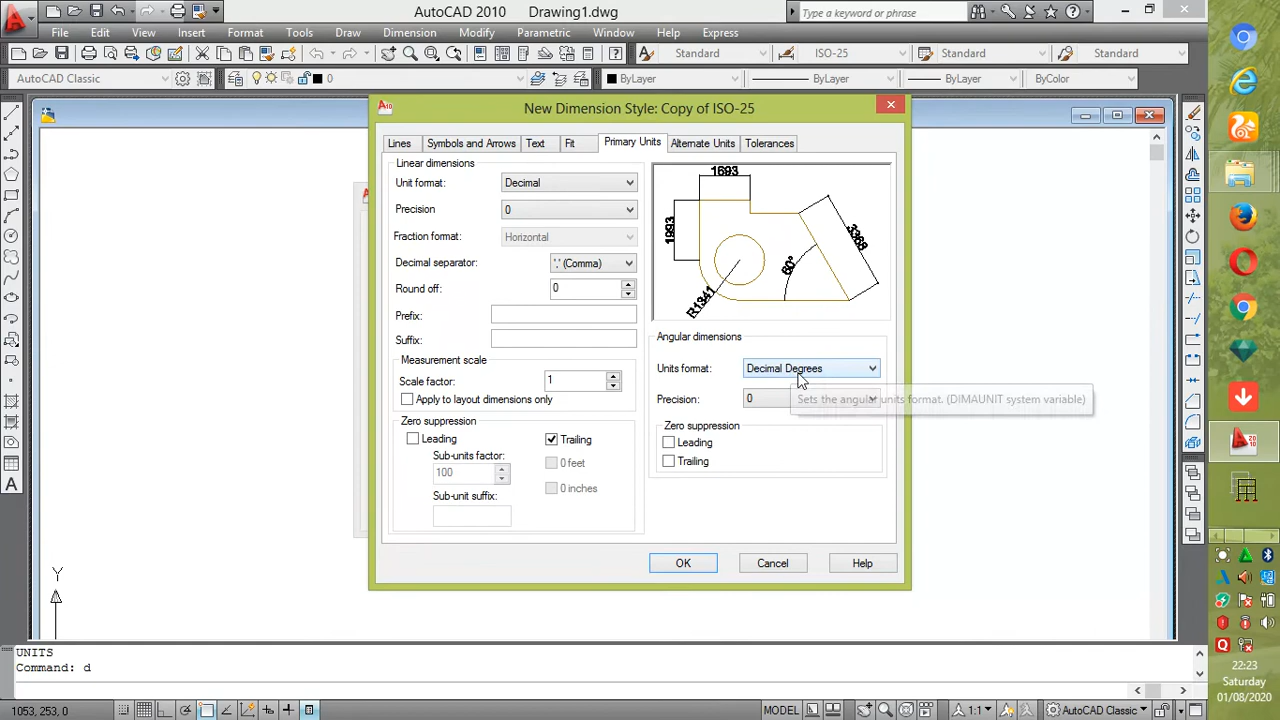 AutoCAD 2010 Drawing1.dwg
Type a keyword or phrase
File Edit View Insert Format Tools Draw Dimension Modify Parametric Window Help Express
Standard ISO-25 Standard Standard
AutoCAD Classic 0 ByLayer ByLayer ByLayer ByColor
New Dimension Style: Copy of ISO-25
Lines Symbols and Arrows Text Fit Primary Units Alternate Units Tolerances
Linear dimensions
Unit format: Decimal
Precision 0
Fraction format: Horizontal
Decimal separator: ',' (Comma)
Round off: 0
Prefix:
Suffix:
Measurement scale
Scale factor: 1
Apply to layout dimensions only
Zero suppression
Leading Trailing
Sub-units factor: 0 feet
100
Sub-unit suffix: 0 inches
1693
1993
3368
60°
R1341
Angular dimensions
Units format: Decimal Degrees
Precision: 0
Sets the angular units format. (DIMAUNIT system variable)
Zero suppression
Leading
Trailing
OK Cancel Help
Y
UNITS
Command: d
1053, 253, 0 MODEL 1:1 AutoCAD Classic
22:23
Saturday
01/08/2020